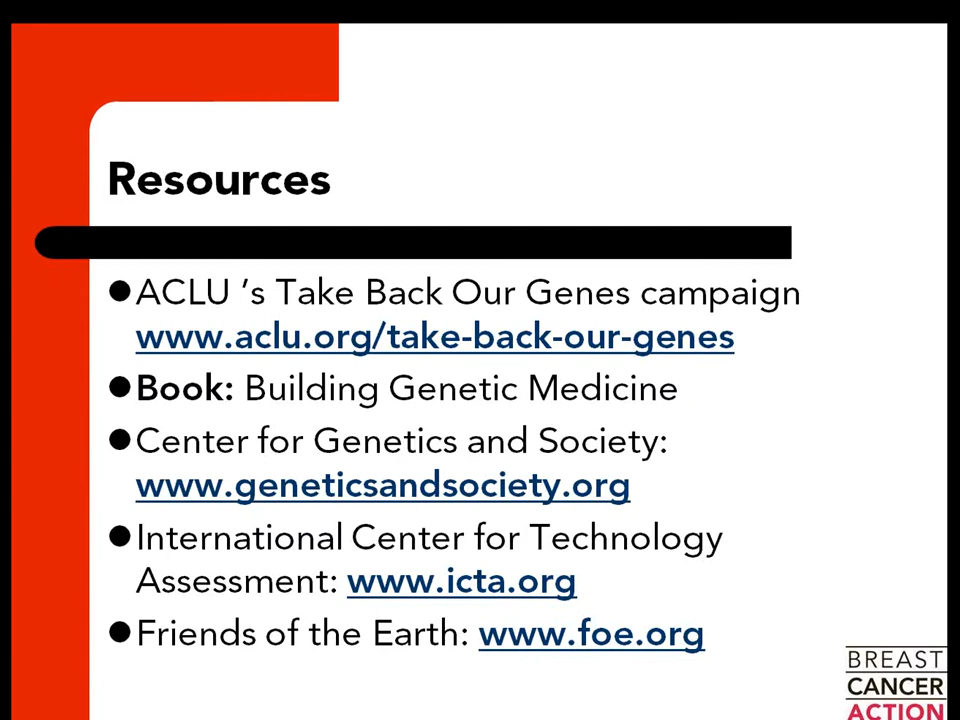 Resources
ACLU 's Take Back Our Genes campaign
www.aclu.org/take-back-our-genes
Book: Building Genetic Medicine
Center for Genetics and Society:
www.geneticsandsociety.org
International Center for Technology
Assessment: www.icta.org
Friends of the Earth: www.foe.org
BREAST
CANCER
ACTION